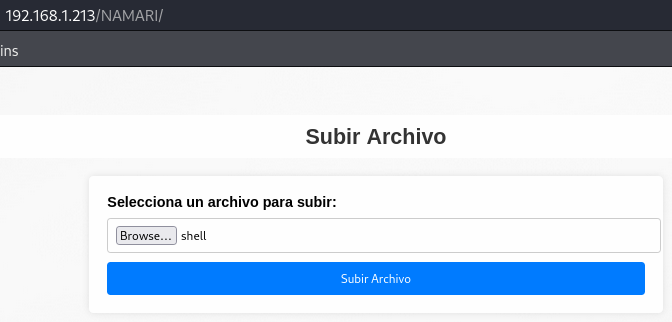 192.168.1.213/NAMARI/
ins
Subir Archivo
Selecciona un archivo para subir:
Browse... shell
Subir Archivo